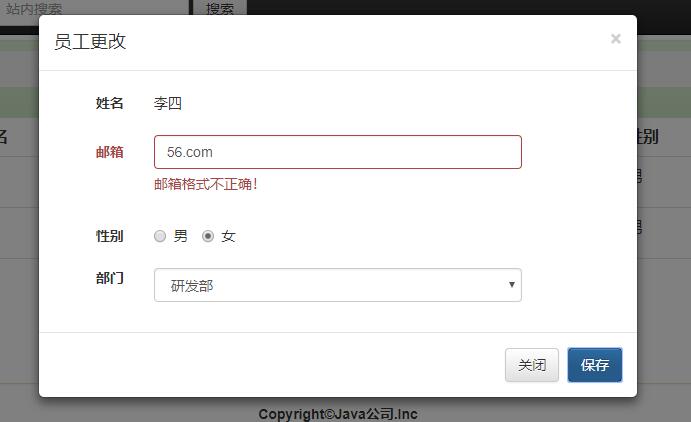 站内搜索 搜索
员工更改 ×
姓名 李四
名 性别
邮箱 56.com
男
邮箱格式不正确！
男
性别 男 女
部门 研发部
关闭 保存
Copyright©Java公司.Inc